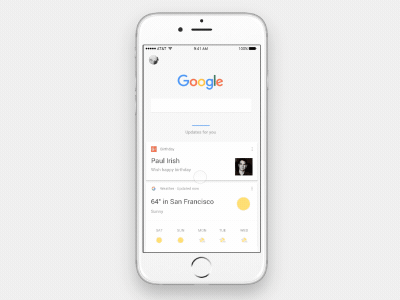 AT&T
9:41 AM
100%
Google
Updates for you
Birthday
Paul Irish
Wish happy birthday
Weather · Updated now
64° in San Francisco
Sunny
SAT SUN MON TUE WED